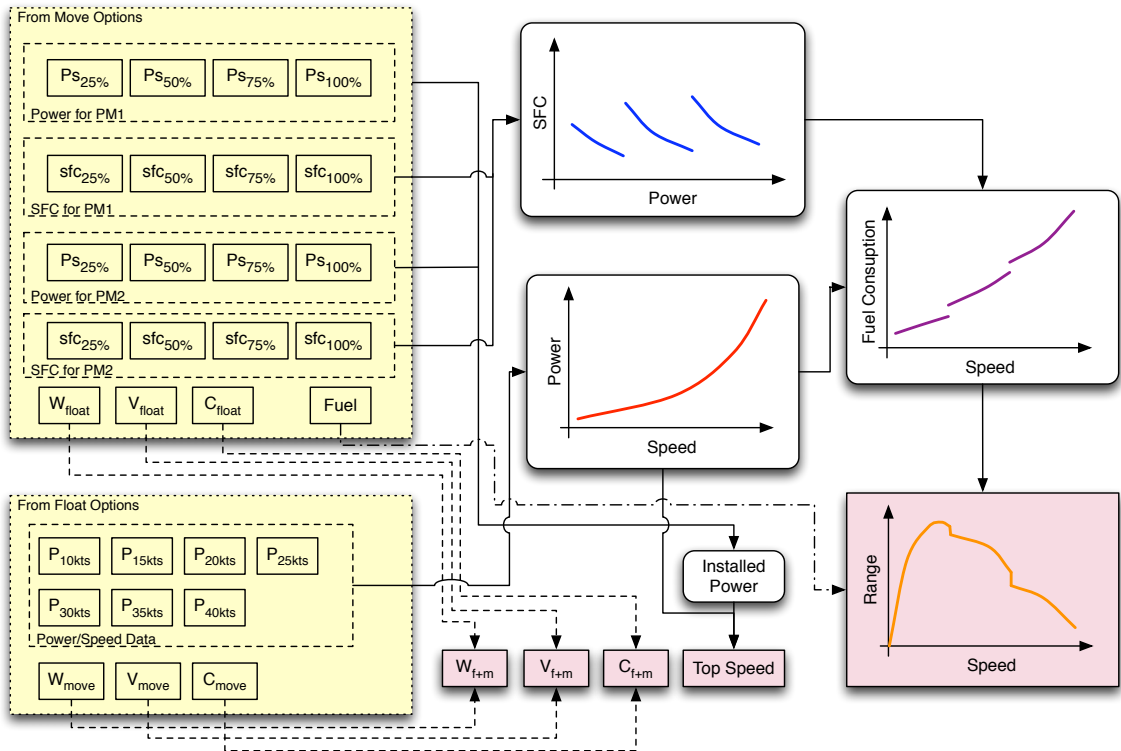 From Move Options
Ps25% Ps50% Ps75% Ps100%
Power for PM1
sfc25% sfc50% sfc75% sfc100%
SFC for PM1
Ps25% Ps50% Ps75% Ps100%
Power for PM2
sfc25% sfc50% sfc75% sfc100%
SFC for PM2
Wfloat Vfloat Cfloat Fuel
From Float Options
P10kts P15kts P20kts P25kts
P30kts P35kts P40kts
Power/Speed Data
Wmove Vmove Cmove
SFC
Power
Power
Speed
Fuel Consuption
Speed
Installed
Power
Wf+m Vf+m Cf+m Top Speed
Range
Speed